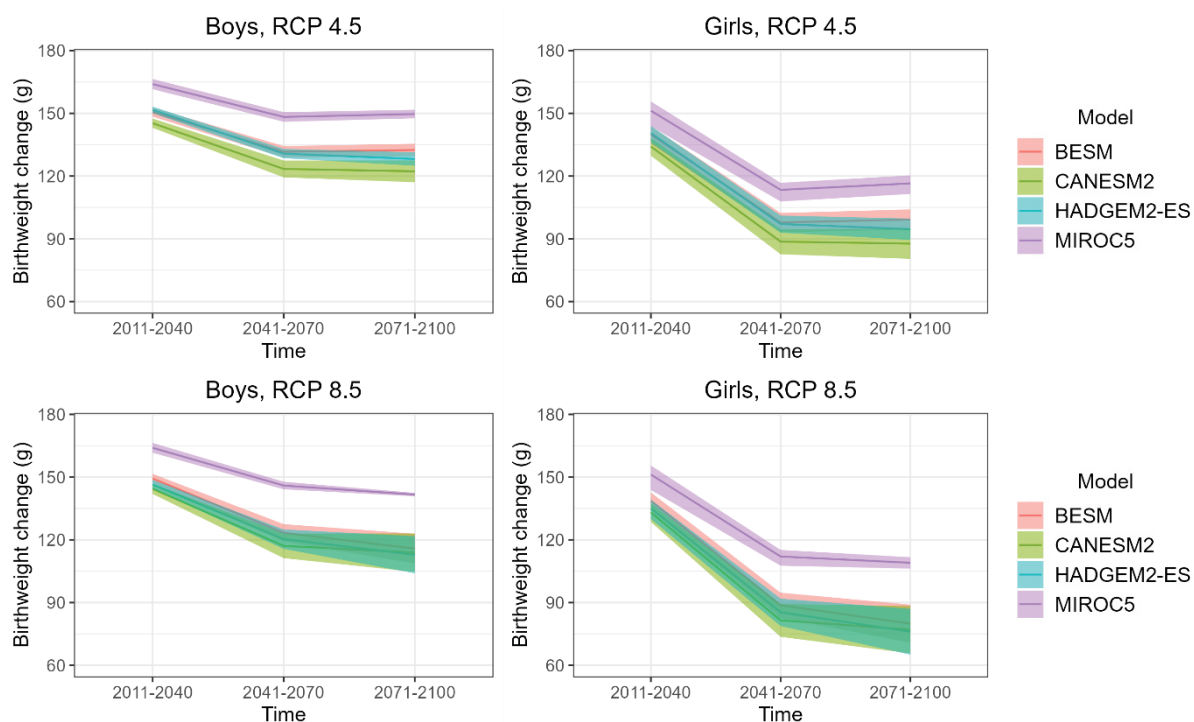 Boys, RCP 4.5
Birthweight change (g)
180
150
120
90
60
2011-2040
2041-2070
2071-2100
Time
Girls, RCP 4.5
Birthweight change (g)
180
150
120
90
60
2011-2040
2041-2070
2071-2100
Time
Model
BESM
CANESM2
HADGEM2-ES
MIROC5
Boys, RCP 8.5
Birthweight change (g)
180
150
120
90
60
2011-2040
2041-2070
2071-2100
Time
Girls, RCP 8.5
Birthweight change (g)
180
150
120
90
60
2011-2040
2041-2070
2071-2100
Time
Model
BESM
CANESM2
HADGEM2-ES
MIROC5